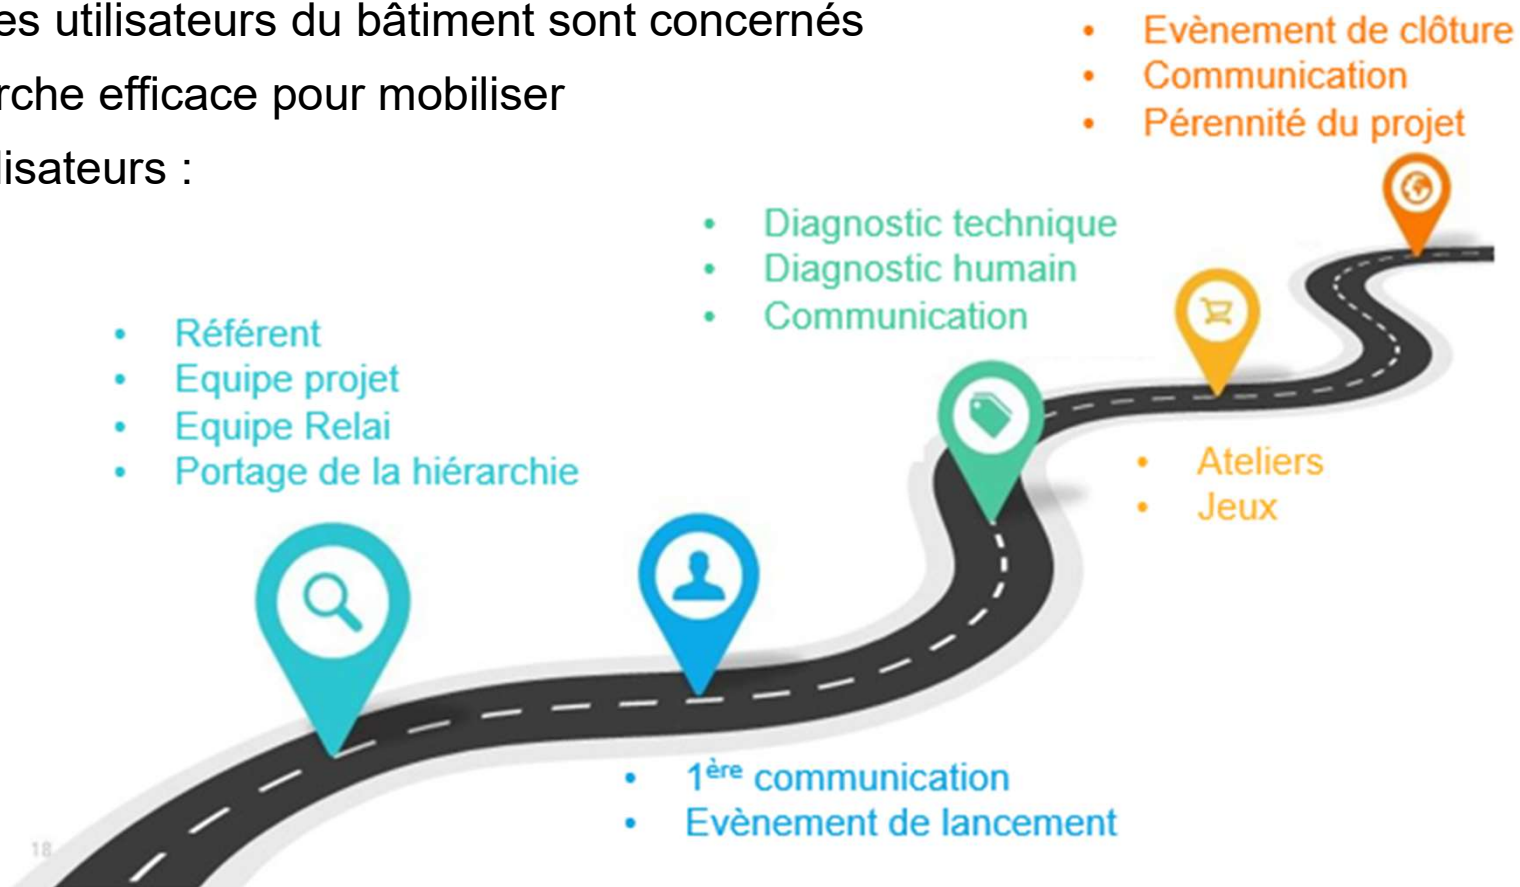 es utilisateurs du bâtiment sont concernés
rche efficace pour mobiliser
lisateurs :
• Référent
• Equipe projet
• Equipe Relai
• Portage de la hiérarchie
• 1ère communication
• Evènement de lancement
• Diagnostic technique
• Diagnostic humain
• Communication
• Ateliers
• Jeux
• Evènement de clôture
• Communication
• Pérennité du projet
18